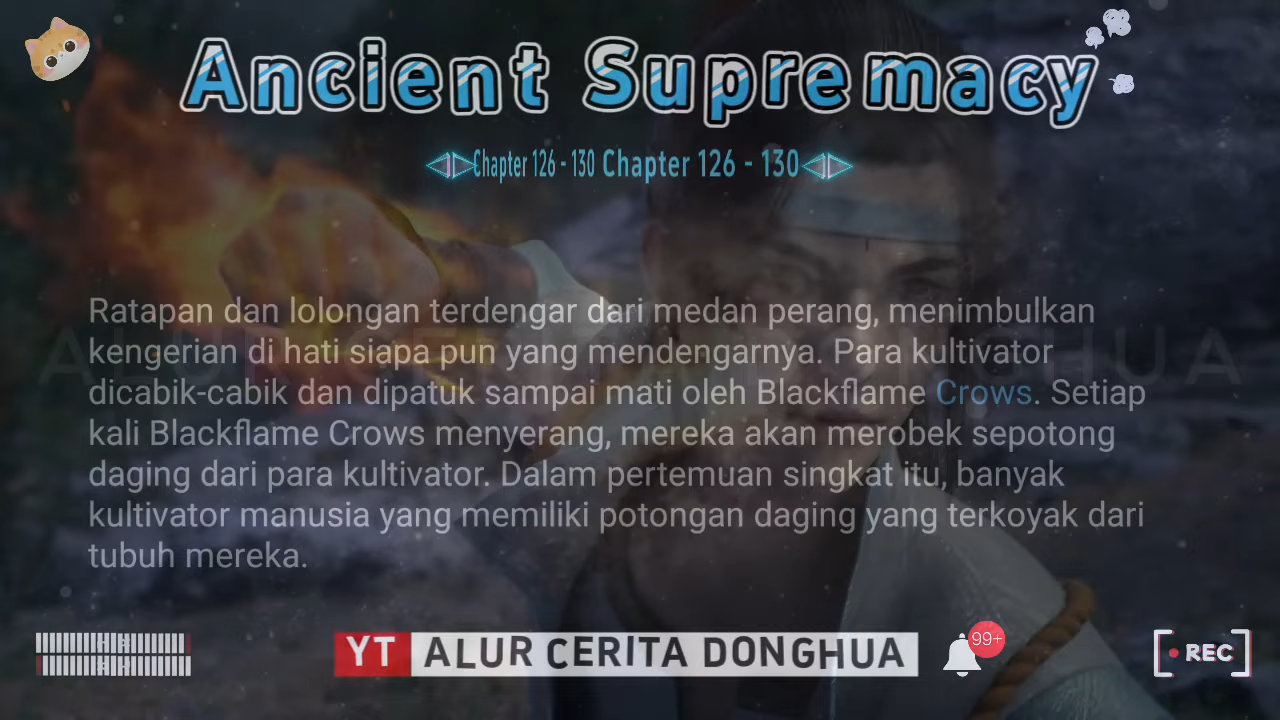 Ancient Supremacy
Chapter 126 - 130 Chapter 126 - 130
Ratapan dan lolongan terdengar dari medan perang, menimbulkan
kengerian di hati siapa pun yang mendengarnya. Para kultivator
dicabik-cabik dan dipatuk sampai mati oleh Blackflame Crows. Setiap
kali Blackflame Crows menyerang, mereka akan merobek sepotong
daging dari para kultivator. Dalam pertemuan singkat itu, banyak
kultivator manusia yang memiliki potongan daging yang terkoyak dari
tubuh mereka.
YT ALUR CERITA DONGHUA
99+
REC